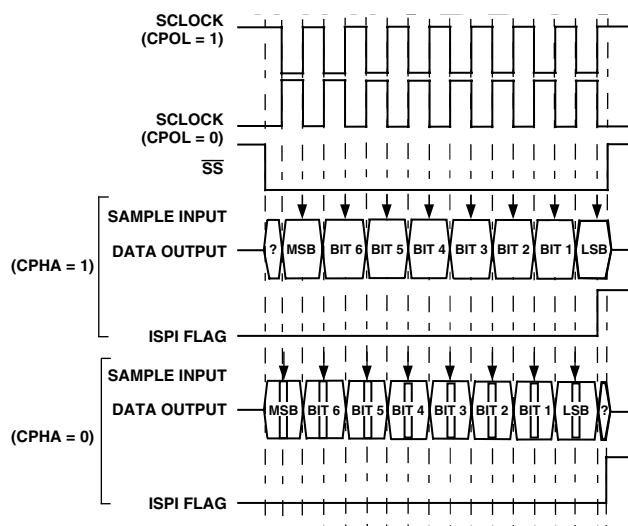 SCLOCK
(CPOL = 1)
SCLOCK
(CPOL = 0)
SS
(CPHA = 1)
SAMPLE INPUT
DATA OUTPUT
? MSB BIT 6 BIT 5 BIT 4 BIT 3 BIT 2 BIT 1 LSB
ISPI FLAG
(CPHA = 0)
SAMPLE INPUT
DATA OUTPUT
MSB BIT 6 BIT 5 BIT 4 BIT 3 BIT 2 BIT 1 LSB ?
ISPI FLAG